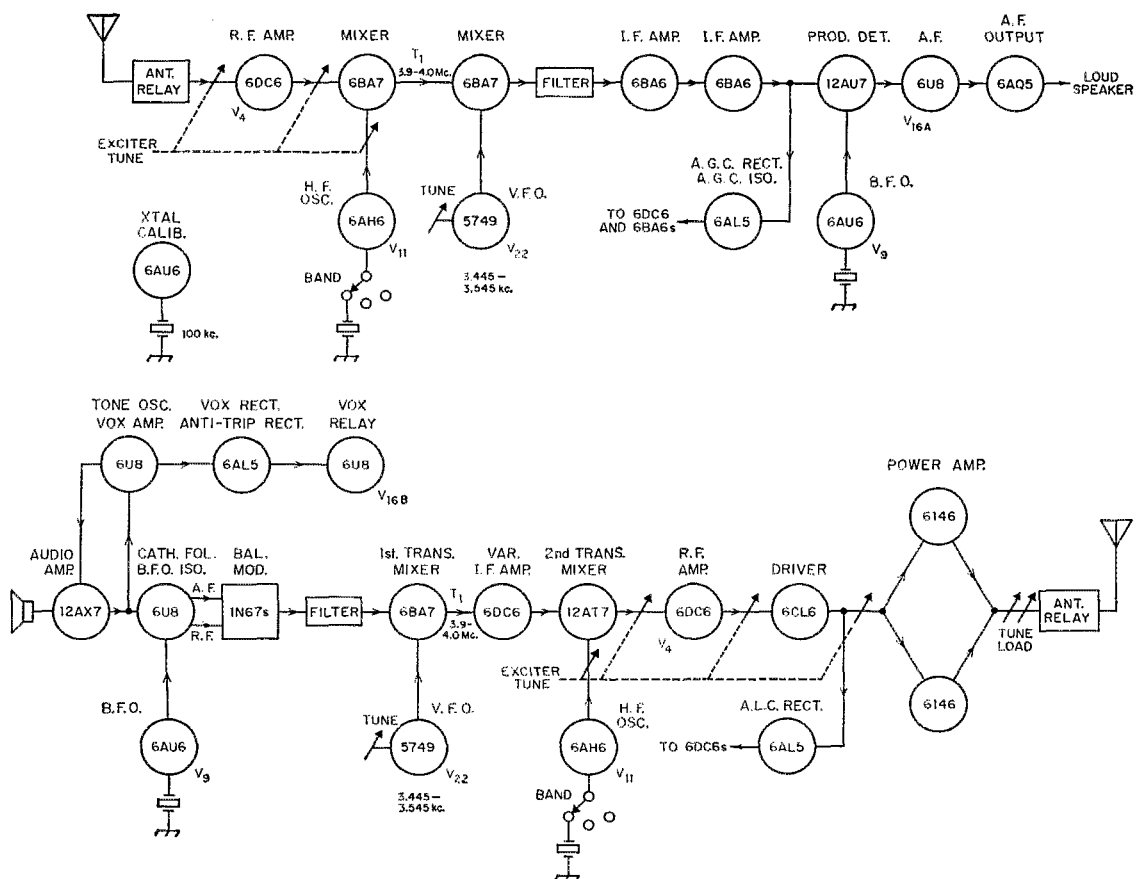 R.F. AMP.
MIXER
MIXER
I.F. AMP.
I.F. AMP.
PROD. DET.
A.F.
A.F.
OUTPUT
ANT.
RELAY
6DC6
V4
6BA7
T1
3.9-4.0 Mc.
6BA7
FILTER
6BA6
6BA6
12AU7
6U8
V16A
6AQ5
LOUD
SPEAKER
EXCITER
TUNE
H.F.
OSC.
6AH6
V11
BAND
TUNE
V.F.O.
5749
V22
3.445 –
3.545 kc.
A.G.C. RECT.
A.G.C. ISO.
TO 6DC6
AND 6BA6s
6AL5
B.F.O.
6AU6
V9
XTAL
CALIB.
6AU6
100 kc.
TONE OSC.
VOX AMP.
VOX RECT.
ANTI-TRIP RECT.
VOX
RELAY
6U8
6AL5
6U8
V16B
AUDIO
AMP.
12AX7
CATH. FOL.
B.F.O. ISO.
6U8
A.F.
R.F.
BAL.
MOD.
1N67s
FILTER
1st. TRANS.
MIXER
6BA7
T1
3.9–
4.0Mc.
VAR.
I.F. AMP.
6DC6
2nd TRANS.
MIXER
12AT7
R.F.
AMP.
6DC6
V4
DRIVER
6CL6
POWER AMP.
6146
6146
TUNE
LOAD
ANT.
RELAY
EXCITER
TUNE
B.F.O.
6AU6
V9
TUNE
V.F.O.
5749
V22
3.445 –
3.545 kc.
H.F.
OSC.
6AH6
V11
BAND
A.L.C. RECT.
TO 6DC6s
6AL5